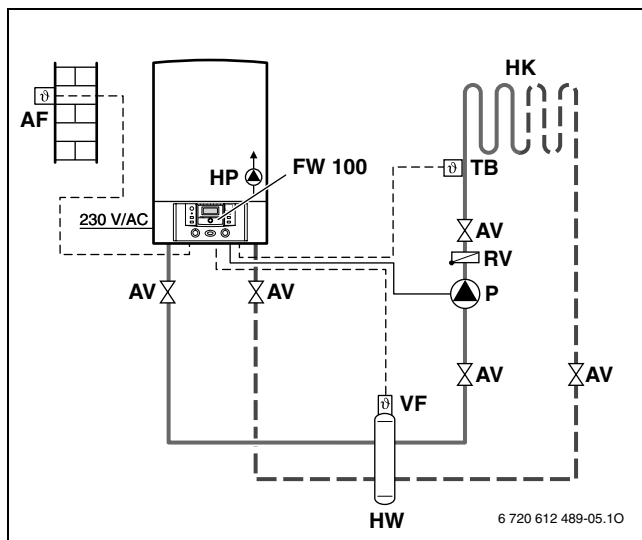 HK
ϑ
AF
HP
FW 100
ϑ TB
230 V/AC
AV
RV
AV
AV
P
AV
AV
ϑ VF
HW
6 720 612 489-05.1O